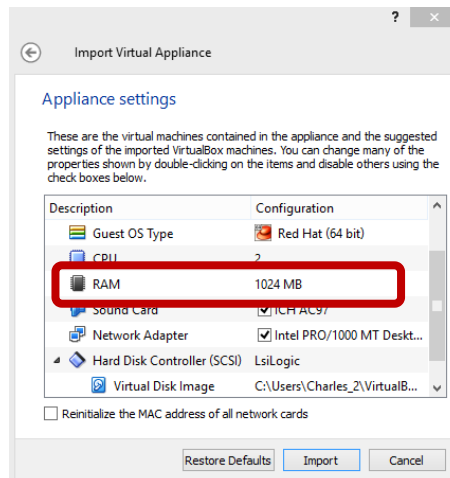 ?
Import Virtual Appliance
Appliance settings
These are the virtual machines contained in the appliance and the suggested
settings of the imported VirtualBox machines. You can change many of the
properties shown by double-clicking on the items and disable others using the
check boxes below.
Description Configuration
Guest OS Type Red Hat (64 bit)
CPU 2
RAM 1024 MB
Sound Card ICH AC97
Network Adapter Intel PRO/1000 MT Deskt...
Hard Disk Controller (SCSI) LsiLogic
Virtual Disk Image C:\Users\Charles_2\VirtualB...
Reinitialize the MAC address of all network cards
Restore Defaults Import Cancel